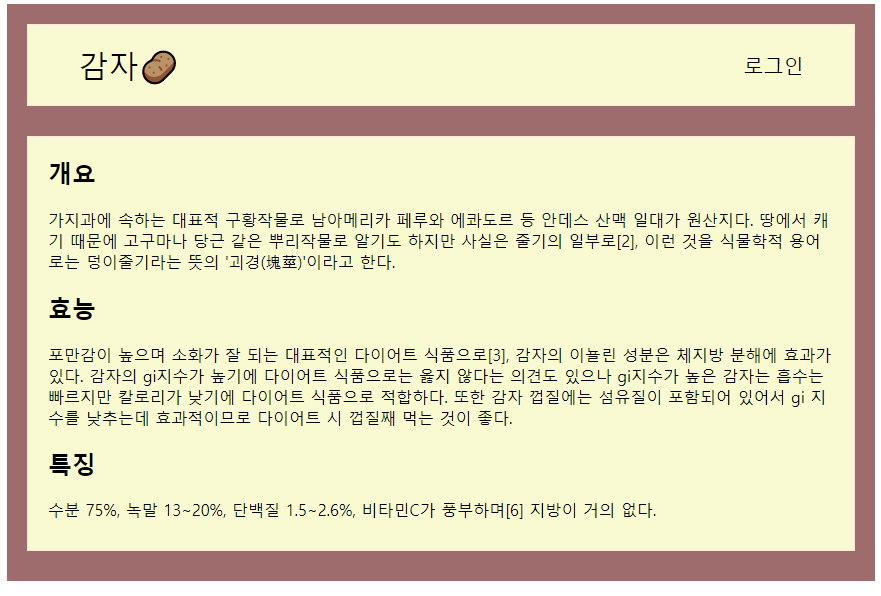 감자🥔
로그인
개요
가지과에 속하는 대표적 구황작물로 남아메리카 페루와 에콰도르 등 안데스 산맥 일대가 원산지다. 땅에서 캐
기 때문에 고구마나 당근 같은 뿌리작물로 알기도 하지만 사실은 줄기의 일부로[2], 이런 것을 식물학적 용어
로는 덩이줄기라는 뜻의 '괴경(塊莖)'이라고 한다.
효능
포만감이 높으며 소화가 잘 되는 대표적인 다이어트 식품으로[3], 감자의 이눌린 성분은 체지방 분해에 효과가
있다. 감자의 gi지수가 높기에 다이어트 식품으로는 옳지 않다는 의견도 있으나 gi지수가 높은 감자는 흡수는
빠르지만 칼로리가 낮기에 다이어트 식품으로 적합하다. 또한 감자 껍질에는 섬유질이 포함되어 있어서 gi 지
수를 낮추는데 효과적이므로 다이어트 시 껍질째 먹는 것이 좋다.
특징
수분 75%, 녹말 13~20%, 단백질 1.5~2.6%, 비타민C가 풍부하며[6] 지방이 거의 없다.